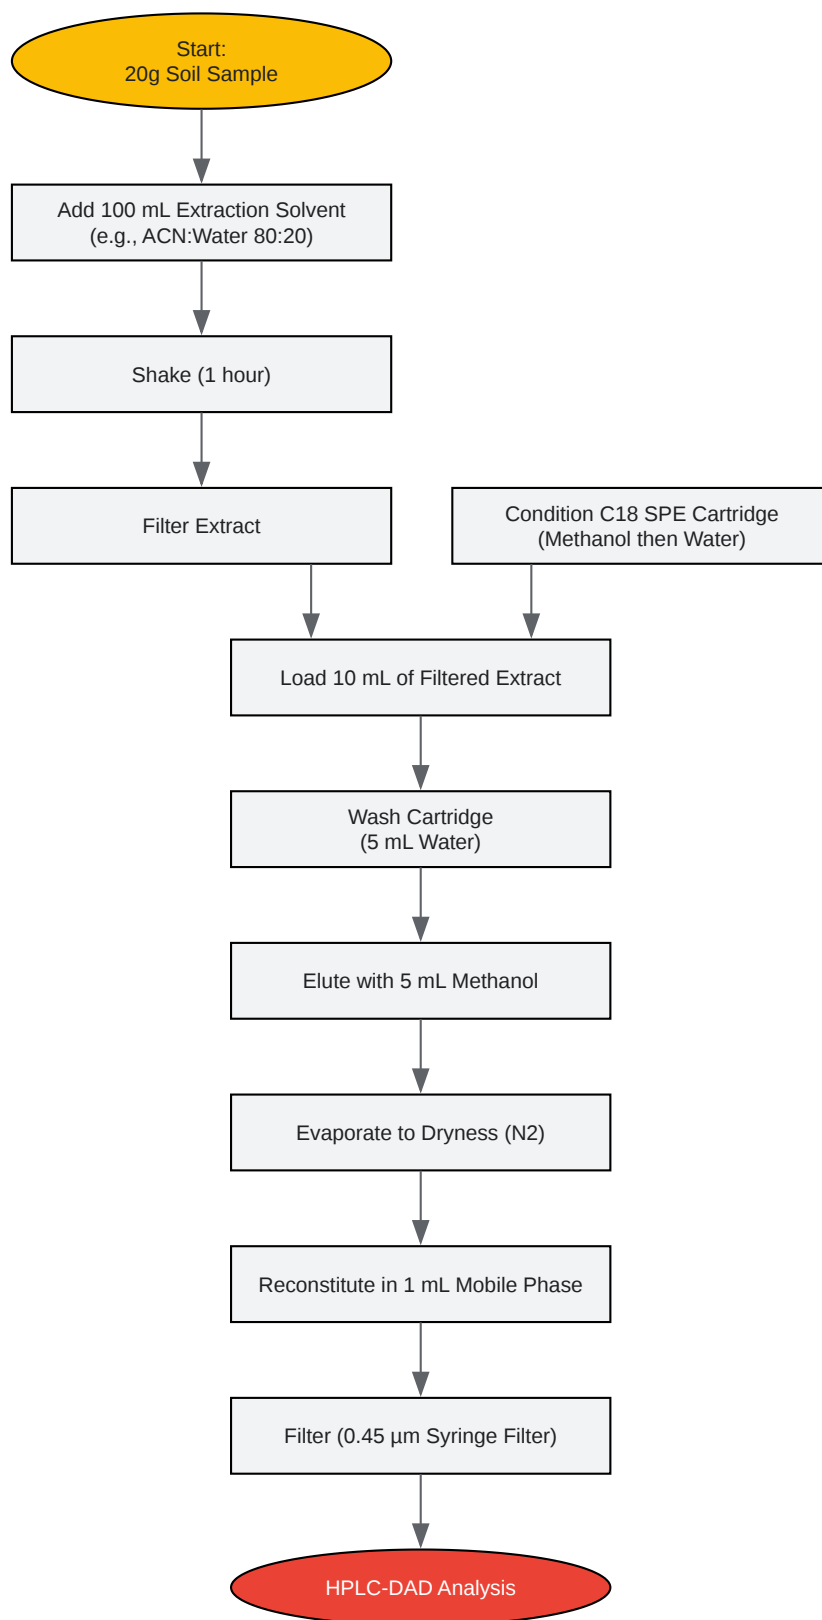 Start:
20g Soil Sample
Add 100 mL Extraction Solvent
(e.g., ACN:Water 80:20)
Shake (1 hour)
Filter Extract
Condition C18 SPE Cartridge
(Methanol then Water)
Load 10 mL of Filtered Extract
Wash Cartridge
(5 mL Water)
Elute with 5 mL Methanol
Evaporate to Dryness (N2)
Reconstitute in 1 mL Mobile Phase
Filter (0.45 µm Syringe Filter)
HPLC-DAD Analysis